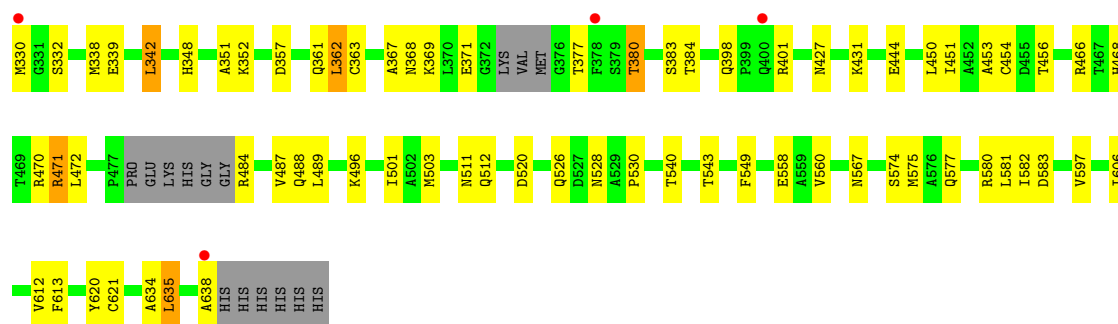 M330 G331 S332 M338 E339 L342 H348 A351 K352 D357 Q361 L362 C363 A367 N368 K369 L370 E371 G372 LYS VAL MET G376 T377 F378 S379 T380 S383 T384 Q398 P399 Q400 R401 N427 K431 E444 L450 I451 A452 A453 C454 D455 T456 R466 T467 H468
T469 R470 R471 L472 P477 PRO GLU LYS HIS GLY GLY R484 V487 Q488 L489 K496 I501 A502 M503 N511 Q512 D520 Q526 D527 N528 A529 P530 T540 T543 F549 E558 A559 V560 N567 S574 M575 A576 Q577 R580 L581 I582 D583 V597 I606
V612 F613 Y620 C621 A634 L635 A638 HIS HIS HIS HIS HIS HIS